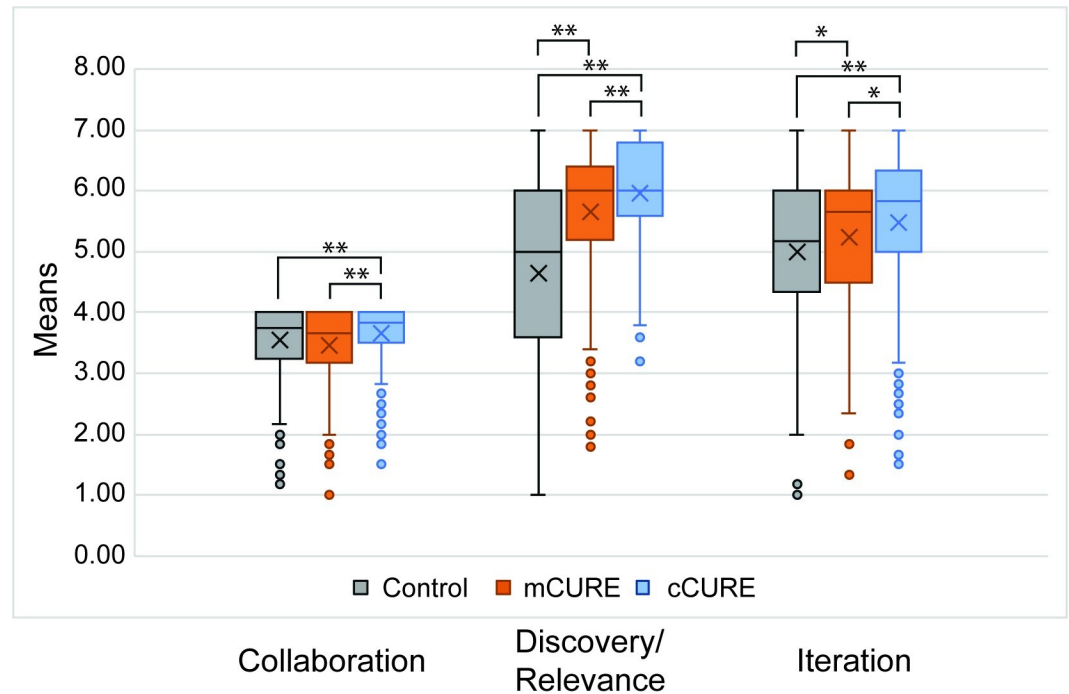 **
**
**
*
**
*
**
**
8.00
7.00
6.00
5.00
4.00
3.00
2.00
1.00
0.00
Means
Control mCURE cCURE
Collaboration
Discovery/
Relevance
Iteration